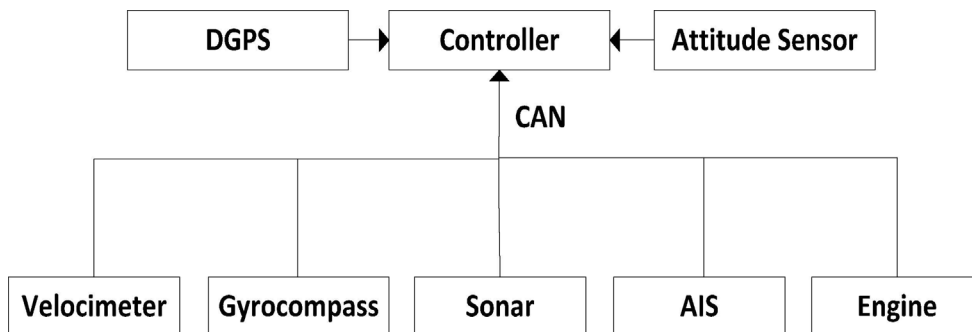 DGPS
Controller
Attitude Sensor
CAN
Velocimeter
Gyrocompass
Sonar
AIS
Engine